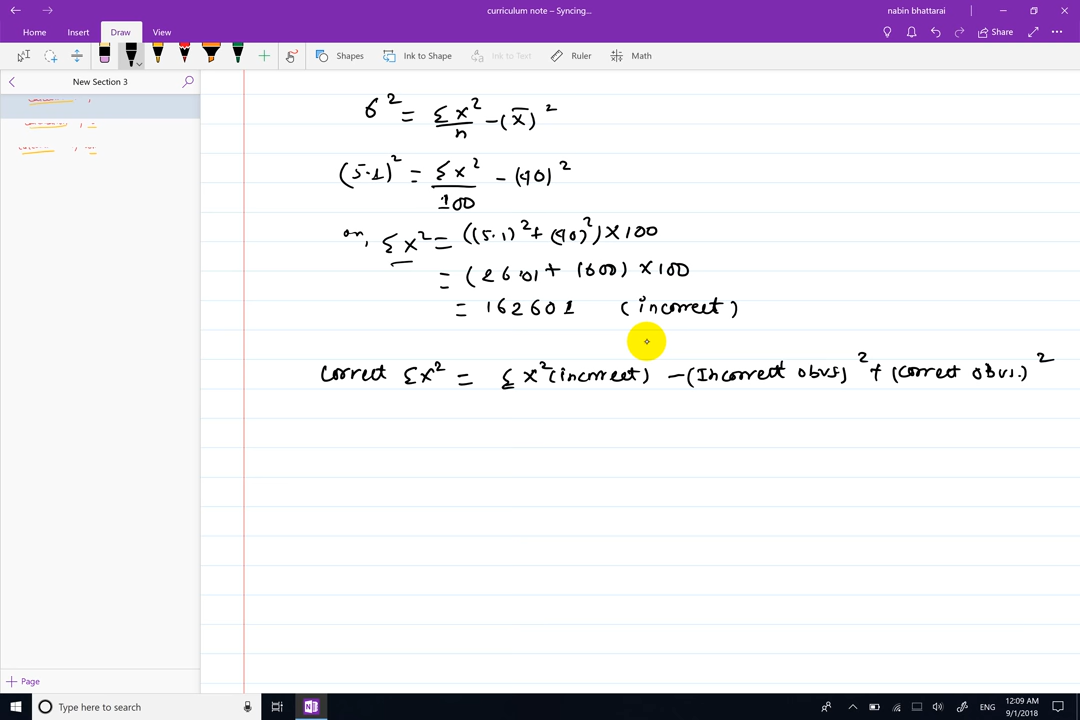 curriculum note – Syncing...
nabin bhattarai
Home Insert Draw View
Share
Shapes Ink to Shape Ink to Text Ruler Math
New Section 3
σ² = Σx²/n - (x̄)²
(5.1)² = Σx²/100 - (40)²
or, Σx² = ((5.1)² + (40)²) × 100
= (26.01 + 1600) × 100
= 162601 (incorrect)
Correct Σx² = Σx² (incorrect) - (Incorrect obvs)² + (Correct obvs.)²
+ Page
Type here to search
ENG
12:09 AM
9/1/2018